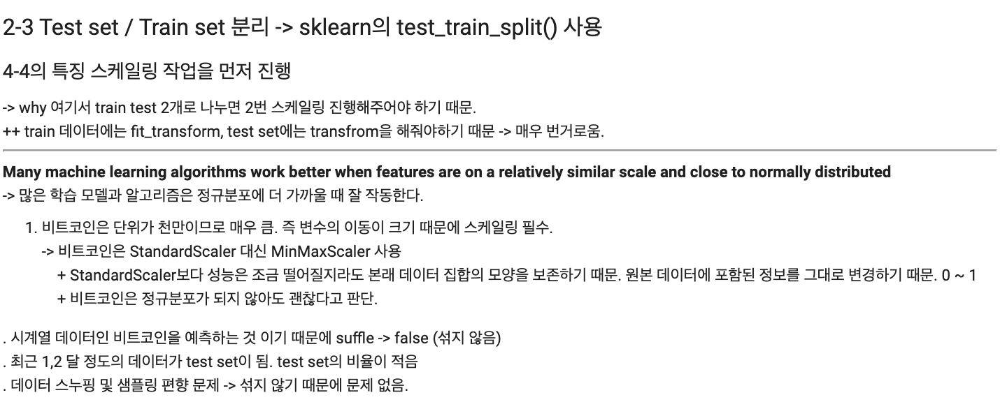 2-3 Test set / Train set 분리 -> sklearn의 test_train_split() 사용
4-4의 특징 스케일링 작업을 먼저 진행
-> why 여기서 train test 2개로 나누면 2번 스케일링 진행해주어야 하기 때문.
++ train 데이터에는 fit_transform, test set에는 transfrom을 해줘야하기 때문 -> 매우 번거로움.
Many machine learning algorithms work better when features are on a relatively similar scale and close to normally distributed
-> 많은 학습 모델과 알고리즘은 정규분포에 더 가까울 때 잘 작동한다.
1. 비트코인은 단위가 천만이므로 매우 큼. 즉 변수의 이동이 크기 때문에 스케일링 필수.
-> 비트코인은 StandardScaler 대신 MinMaxScaler 사용
+ StandardScaler보다 성능은 조금 떨어질지라도 본래 데이터 집합의 모양을 보존하기 때문. 원본 데이터에 포함된 정보를 그대로 변경하기 때문. 0 ~ 1
+ 비트코인은 정규분포가 되지 않아도 괜찮다고 판단.
. 시계열 데이터인 비트코인을 예측하는 것 이기 때문에 suffle -> false (섞지 않음)
. 최근 1,2 달 정도의 데이터가 test set이 됨. test set의 비율이 적음
. 데이터 스누핑 및 샘플링 편향 문제 -> 섞지 않기 때문에 문제 없음.